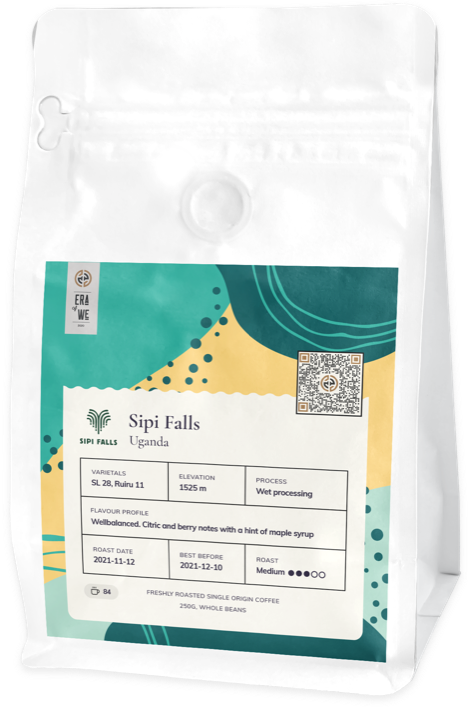 ERA
of
WE
SIPI FALLS
Sipi Falls
Uganda
VARIETALS
SL 28, Ruiru 11
ELEVATION
1525 m
PROCESS
Wet processing
FLAVOUR PROFILE
Wellbalanced. Citric and berry notes with a hint of maple syrup
ROAST DATE
2021-11-12
BEST BEFORE
2021-12-10
ROAST
Medium
84
FRESHLY ROASTED SINGLE ORIGIN COFFEE
250G, WHOLE BEANS